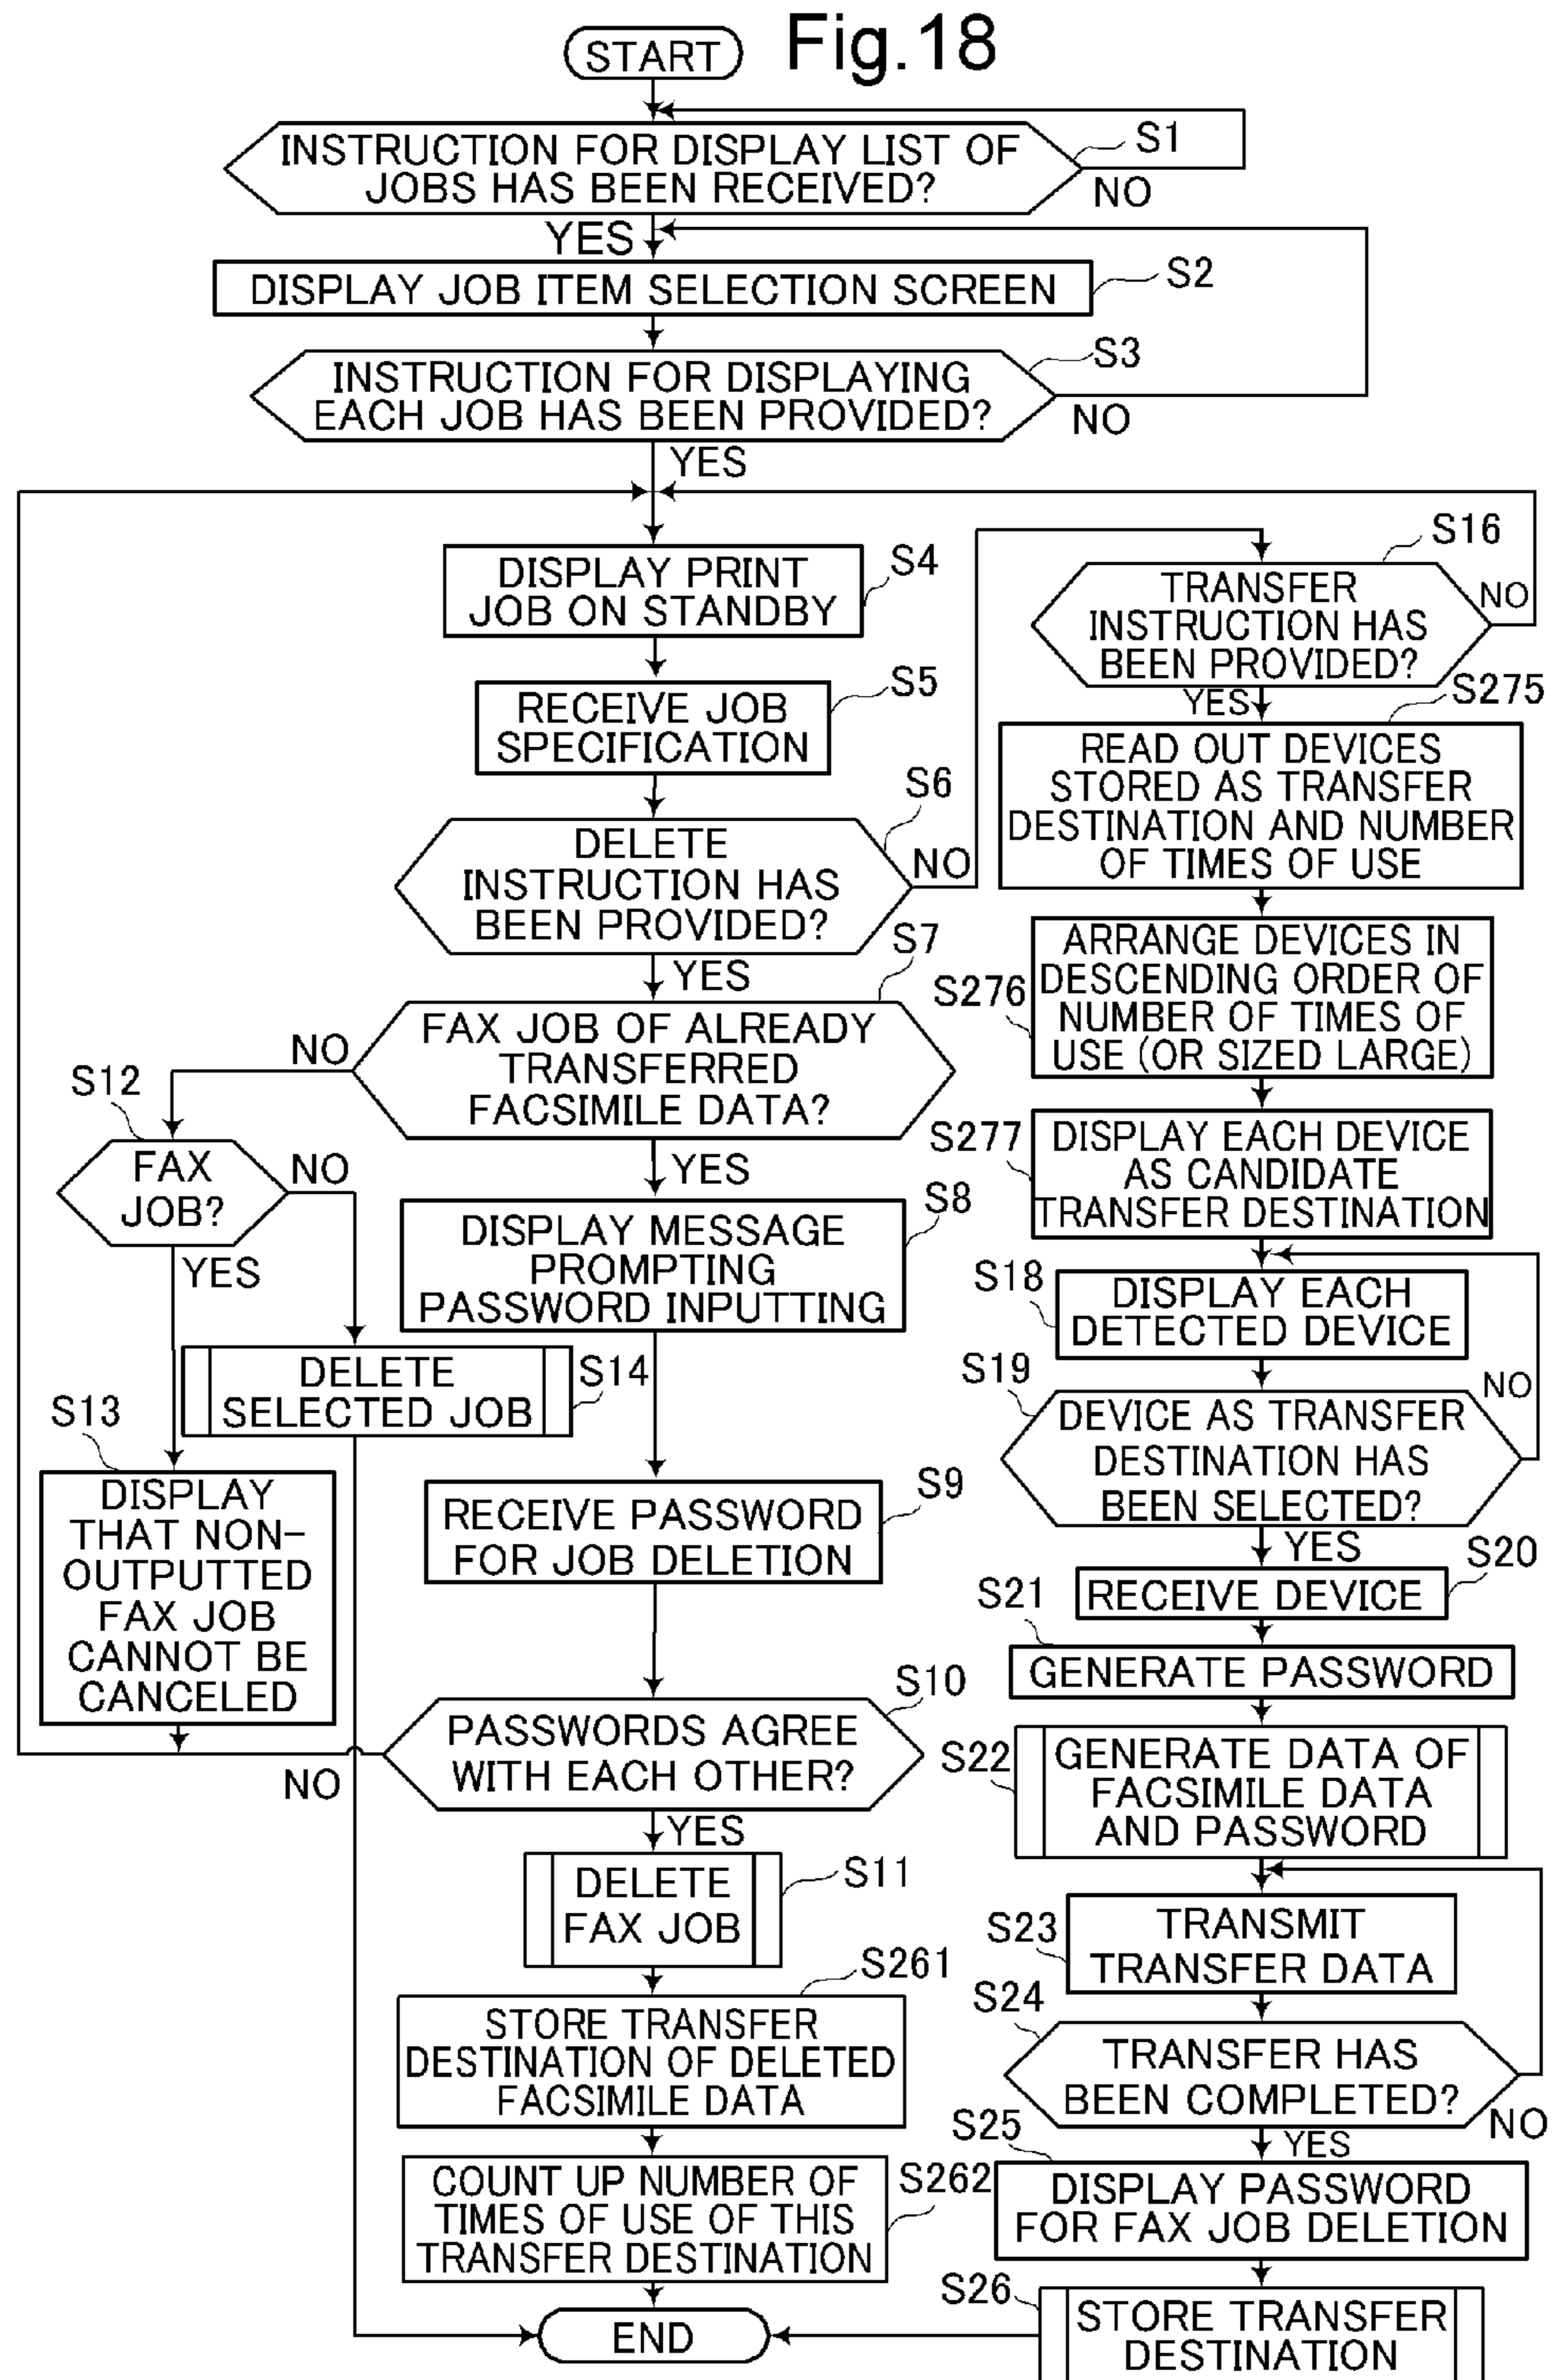 Fig.18
START
INSTRUCTION FOR DISPLAY LIST OF
JOBS HAS BEEN RECEIVED?
S1
NO
YES
DISPLAY JOB ITEM SELECTION SCREEN
S2
INSTRUCTION FOR DISPLAYING
EACH JOB HAS BEEN PROVIDED?
S3
NO
YES
DISPLAY PRINT
JOB ON STANDBY
S4
RECEIVE JOB
SPECIFICATION
S5
DELETE
INSTRUCTION HAS
BEEN PROVIDED?
S6
NO
YES
FAX JOB OF ALREADY
TRANSFERRED
FACSIMILE DATA?
S7
NO
YES
S12
FAX
JOB?
NO
YES
DELETE
SELECTED JOB
S14
S13
DISPLAY
THAT NON-
OUTPUTTED
FAX JOB
CANNOT BE
CANCELED
DISPLAY MESSAGE
PROMPTING
PASSWORD INPUTTING
S8
RECEIVE PASSWORD
FOR JOB DELETION
S9
PASSWORDS AGREE
WITH EACH OTHER?
S10
NO
YES
DELETE
FAX JOB
S11
STORE TRANSFER
DESTINATION OF DELETED
FACSIMILE DATA
S261
COUNT UP NUMBER OF
TIMES OF USE OF THIS
TRANSFER DESTINATION
S262
END
S16
TRANSFER
INSTRUCTION HAS
BEEN PROVIDED?
NO
YES
S275
READ OUT DEVICES
STORED AS TRANSFER
DESTINATION AND NUMBER
OF TIMES OF USE
S276
ARRANGE DEVICES IN
DESCENDING ORDER OF
NUMBER OF TIMES OF
USE (OR SIZED LARGE)
S277
DISPLAY EACH DEVICE
AS CANDIDATE
TRANSFER DESTINATION
S18
DISPLAY EACH
DETECTED DEVICE
S19
DEVICE AS TRANSFER
DESTINATION HAS
BEEN SELECTED?
NO
YES
S20
RECEIVE DEVICE
S21
GENERATE PASSWORD
S22
GENERATE DATA OF
FACSIMILE DATA
AND PASSWORD
S23
TRANSMIT
TRANSFER DATA
S24
TRANSFER HAS
BEEN COMPLETED?
NO
YES
S25
DISPLAY PASSWORD
FOR FAX JOB DELETION
S26
STORE TRANSFER
DESTINATION